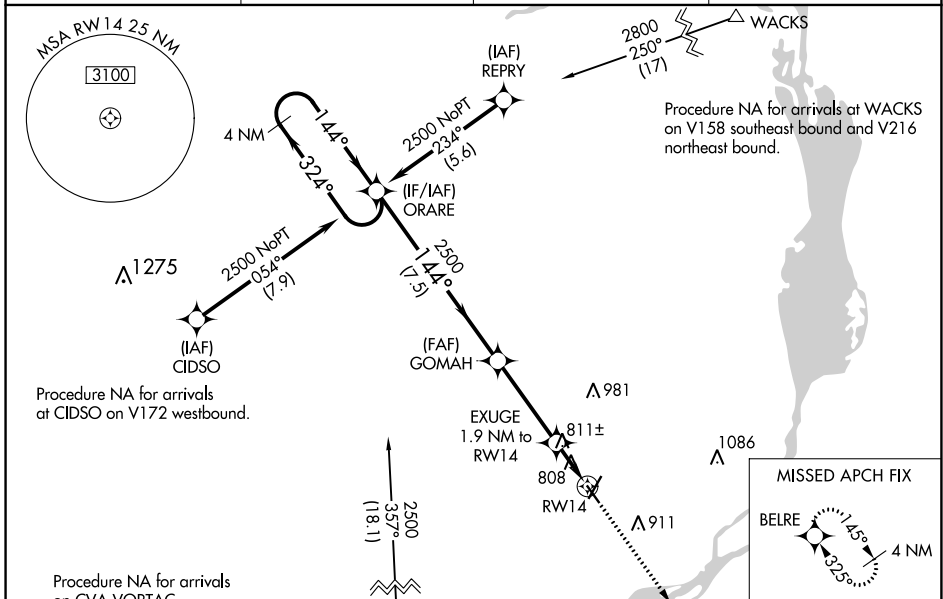 MSA RW14 25 NM
3100
WACKS
2800
250°
(17)
(IAF)
REPRY
Procedure NA for arrivals at WACKS
on V158 southeast bound and V216
northeast bound.
2500 NoPT
234°
(5.6)
4 NM
144°
324°
(IF/IAF)
ORARE
2500 NoPT
054°
(7.9)
1275
2500
144°
(7.5)
(IAF)
CIDSO
Procedure NA for arrivals
at CIDSO on V172 westbound.
(FAF)
GOMAH
981
EXUGE
1.9 NM to
RW14
811±
808
RW14
1086
911
2500
357°
(18.1)
MISSED APCH FIX
BELRE
145°
325°
4 NM
Procedure NA for arrivals